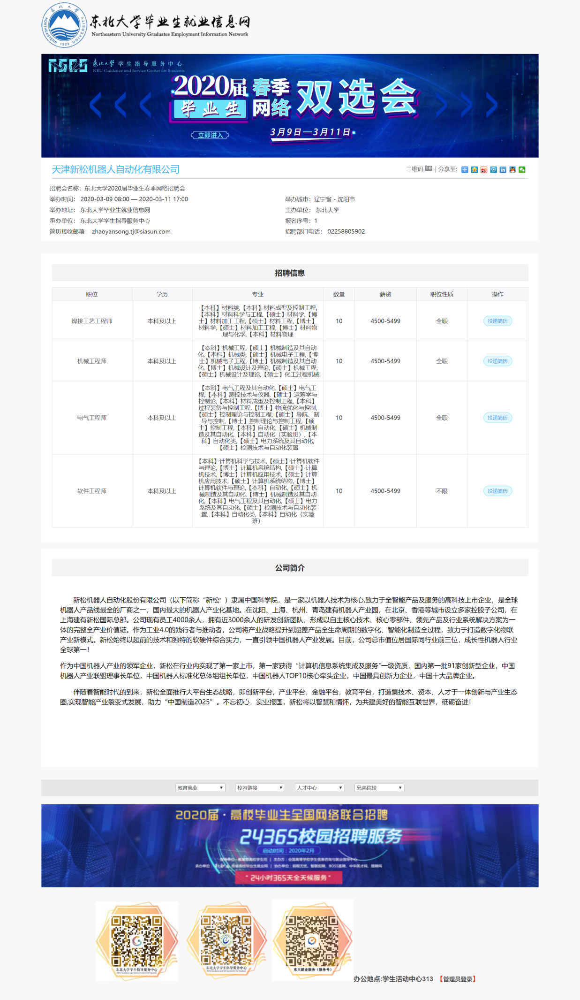 东北大学毕业生就业信息网
Northeastern University Graduates Employment Information Network
NORTHEASTERN 1923 UNIVERSITY
东北大学 学生指导服务中心
NEU Guidance and Service Center for Students
2020届 春季 双选会
毕业生 网络
立即进入 3月9日—3月11日
天津新松机器人自动化有限公司 二维码 | 分享至:
招聘会名称：东北大学2020届毕业生春季网络招聘会
举办时间： 2020-03-09 08:00 — 2020-03-11 17:00 举办城市：辽宁省 - 沈阳市
举办地址： 东北大学毕业生就业信息网 主办单位： 东北大学
承办单位： 东北大学学生指导服务中心 报名序号：1
简历接收邮箱： zhaoyansong.tj@siasun.com 招聘部门电话： 02258805902
招聘信息
职位 学历 专业 数量 薪资 职位性质 操作
【本科】材料类,【本科】材料成型及控制工程,
【本科】材料科学与工程,【硕士】材料学,【博
焊接工艺工程师 本科及以上 士】材料加工工程,【硕士】材料工程,【博士】 10 4500-5499 全职 投递简历
材料学,【硕士】材料加工工程,【博士】材料物
理与化学,【本科】材料物理
【本科】机械工程,【硕士】机械制造及其自动
化,【本科】机械类,【硕士】机械电子工程,【博
机械工程师 本科及以上 士】机械电子工程,【博士】机械制造及其自动 10 4500-5499 全职 投递简历
化,【博士】机械设计及理论,【硕士】机械工程,
【硕士】机械设计及理论,【硕士】化工过程机械
【本科】电气工程及其自动化,【硕士】电气工
程,【本科】测控技术与仪器,【硕士】运筹学与
控制论,【本科】材料成型及控制工程,【本科】
过程装备与控制工程,【博士】物流优化与控制,
【硕士】控制理论与控制工程,【硕士】导航、制
电气工程师 本科及以上 导与控制,【博士】控制理论与控制工程,【硕 10 4500-5499 全职 投递简历
士】控制工程,【本科】自动化,【硕士】机械制
造及其自动化,【本科】自动化（实验班）,【本
科】自动化类,【硕士】电力系统及其自动化,
【硕士】检测技术与自动化装置
【本科】计算机科学与技术,【硕士】计算机软件
与理论,【博士】计算机系统结构,【硕士】计算
机技术,【博士】计算机应用技术,【硕士】计算
机应用技术,【硕士】计算机系统结构,【博士】
计算机软件与理论,【本科】自动化,【硕士】机
软件工程师 本科及以上 械制造及其自动化,【博士】机械制造及其自动 10 4500-5499 不限 投递简历
化,【本科】电气工程及其自动化,【硕士】电力
系统及其自动化,【硕士】检测技术与自动化装
置,【本科】自动化类,【本科】自动化（实验
班）
公司简介
新松机器人自动化股份有限公司（以下简称“新松”）隶属中国科学院，是一家以机器人技术为核心,致力于全智能产品及服务的高科技上市企业，是全球
机器人产品线最全的厂商之一，国内最大的机器人产业化基地。在沈阳、上海、杭州、青岛建有机器人产业园，在北京、香港等城市设立多家控股子公司，在
上海建有新松国际总部。公司现有员工4000余人，拥有近3000余人的研发创新团队，形成以自主核心技术、核心零部件、领先产品及行业系统解决方案为一
体的完整全产业价值链。作为工业4.0的践行者与推动者，公司将产业战略提升到涵盖产品全生命周期的数字化、智能化制造全过程，致力于打造数字化物联
产业新模式。新松始终以超前的技术和独特的软硬件综合实力，一直引领中国机器人产业发展。目前，公司总市值位居国际同行业前三位，成长性机器人行业
全球第一！
作为中国机器人产业的领军企业，新松在行业内实现了第一家上市，第一家获得“计算机信息系统集成及服务"一级资质，国内第一批91家创新型企业，中国
机器人产业联盟理事长单位，中国机器人标准化总体组组长单位，中国机器人TOP10核心牵头企业，中国最具创新力企业，中国十大品牌企业。
伴随着智能时代的到来，新松全面推行大平台生态战略，即创新平台，产业平台，金融平台，教育平台，打造集技术、资本、人才于一体创新与产业生态
圈,实现智能产业裂变式发展，助力“中国制造2025”。不忘初心，实业报国，新松将以智慧和情怀，为共建美好的智能互联世界，砥砺奋进！
教育就业 校内链接 人才中心 兄弟院校
2020届·高校毕业生全国网络联合招聘
24365校园招聘服务
启动时间：2020年2月
指导单位：教育部高校学生司 | 主办方：全国高等学校学生信息咨询与就业指导中心
协办单位：前程无忧、智联招聘、BOSS直聘、中华英才网、猎聘网
24小时365天全天候服务
东北大学学生指导服务中心 东北大学学生指导服务中心 东大就业服务（服务号）
办公地点:学生活动中心313 【管理员登录】